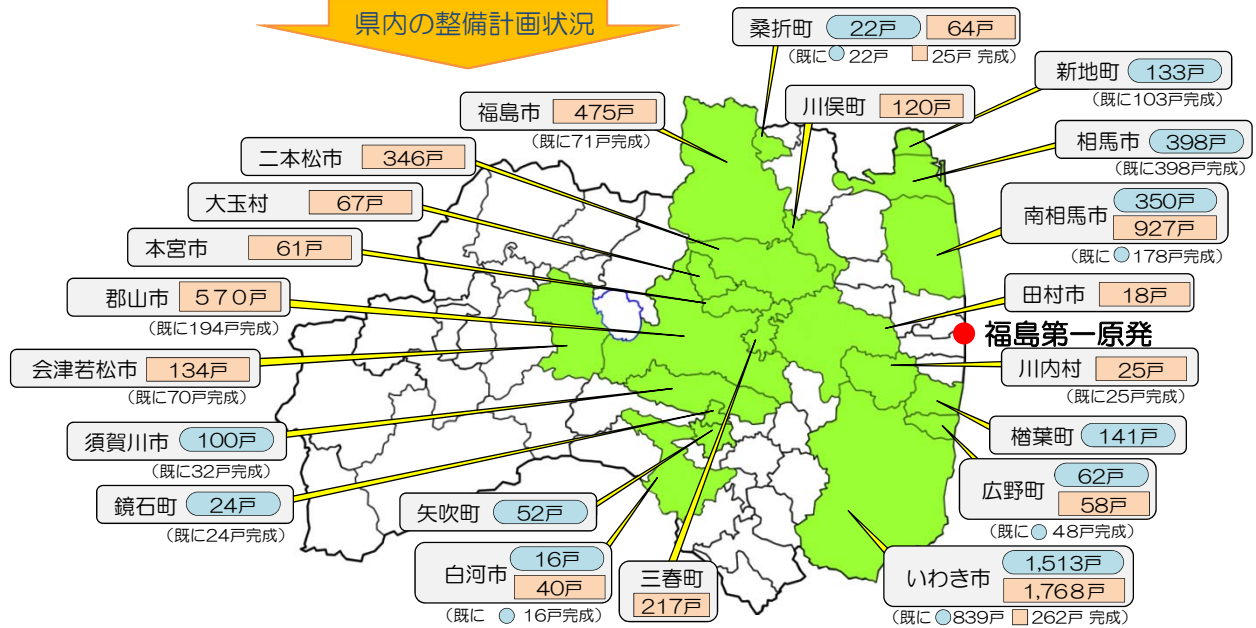 県内の整備計画状況
桑折町 22戸 64戸
(既に 22戸 25戸 完成)
新地町 133戸
(既に103戸完成)
福島市 475戸
(既に71戸完成)
川俣町 120戸
相馬市 398戸
(既に398戸完成)
二本松市 346戸
大玉村 67戸
南相馬市 350戸
927戸
(既に 178戸完成)
本宮市 61戸
郡山市 570戸
(既に194戸完成)
田村市 18戸
福島第一原発
会津若松市 134戸
(既に70戸完成)
川内村 25戸
(既に25戸完成)
須賀川市 100戸
(既に32戸完成)
楢葉町 141戸
鏡石町 24戸
(既に24戸完成)
矢吹町 52戸
広野町 62戸
58戸
(既に 48戸完成)
白河市 16戸
40戸
(既に 16戸完成)
三春町
217戸
いわき市 1,513戸
1,768戸
(既に 839戸 262戸 完成)